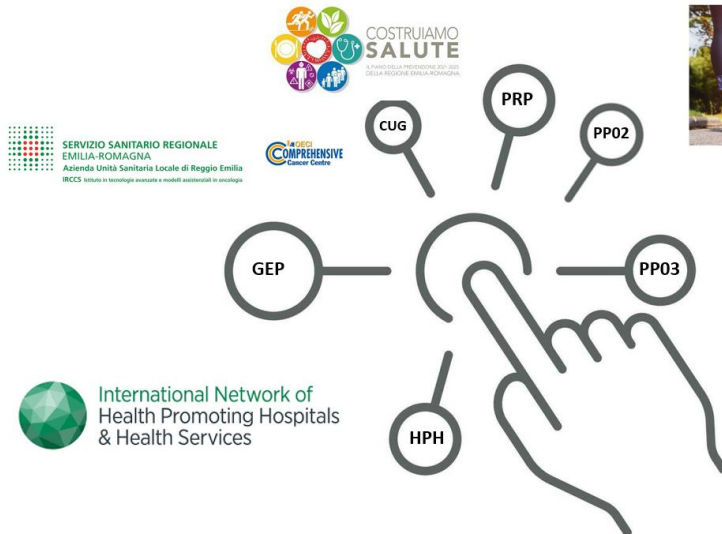 COSTRUIAMO
SALUTE
IL PIANO DELLA PREVENZIONE 2021-2025
DELLA REGIONE EMILIA-ROMAGNA
SERVIZIO SANITARIO REGIONALE
EMILIA-ROMAGNA
Azienda Unità Sanitaria Locale di Reggio Emilia
IRCCS Istituto in tecnologie avanzate e modelli assistenziali in oncologia
OECI
COMPREHENSIVE
Cancer Centre
CUG
PRP
PP02
GEP
PP03
HPH
International Network of
Health Promoting Hospitals
& Health Services